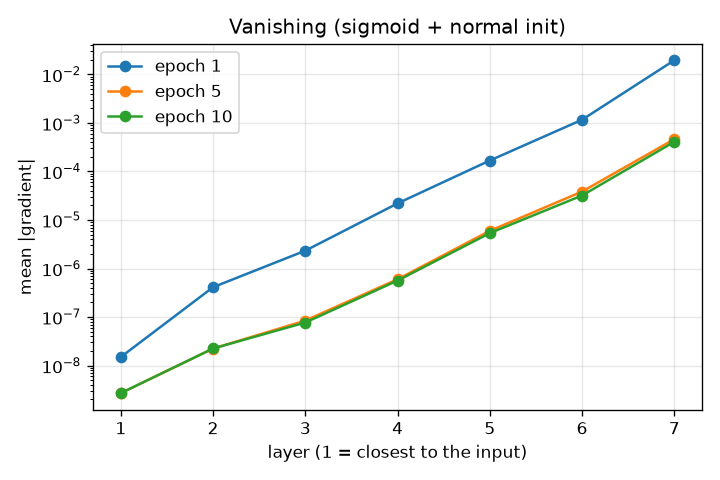 Vanishing (sigmoid + normal init)
epoch 1
epoch 5
epoch 10
mean |gradient|
10⁻²
10⁻³
10⁻⁴
10⁻⁵
10⁻⁶
10⁻⁷
10⁻⁸
1 2 3 4 5 6 7
layer (1 = closest to the input)